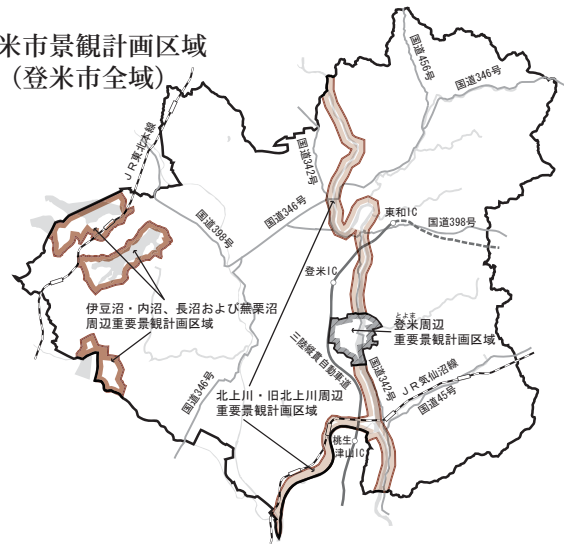 米市景観計画区域
（登米市全域）
国道456号
国道346号
JR東北本線
国道342号
国道346号
国道398号
東和IC
国道398号
登米IC
伊豆沼・内沼、長沼および蕪栗沼
周辺重要景観計画区域
とよま
登米周辺
重要景観計画区域
三陸縦貫自動車道
国道342号
JR気仙沼線
国道45号
国道346号
北上川・旧北上川周辺
重要景観計画区域
桃生
津山IC